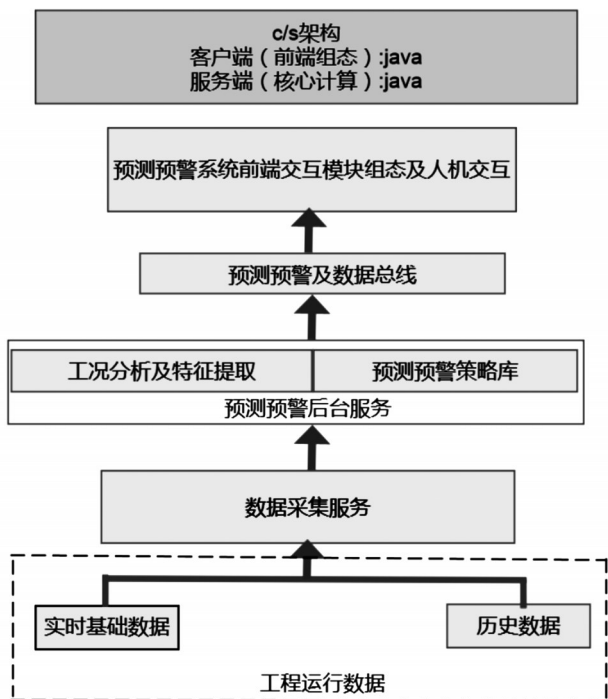 c/s架构
客户端（前端组态）:java
服务端（核心计算）:java
预测预警系统前端交互模块组态及人机交互
预测预警及数据总线
工况分析及特征提取
预测预警策略库
预测预警后台服务
数据采集服务
实时基础数据
历史数据
工程运行数据